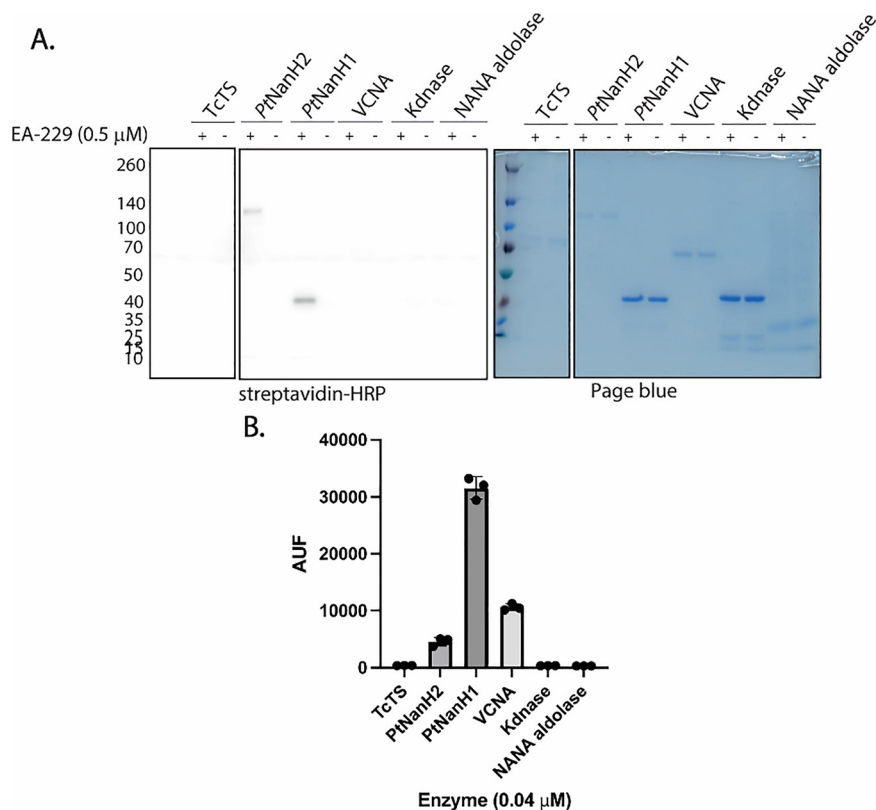 A.
TcTS PtNanH2 PtNanH1 VCNA Kdnase NANA aldolase TcTS PtNanH2 PtNanH1 VCNA Kdnase NANA aldolase
EA-229 (0.5 μM) + - + - + - + - + - + - + - + - + - + - + - + -
260
140
100
70
50
40
35
25
15
10
streptavidin-HRP Page blue
B.
40000
30000
20000
10000
0
AUF
TcTS PtNanH2 PtNanH1 VCNA Kdnase NANA aldolase
Enzyme (0.04 μM)